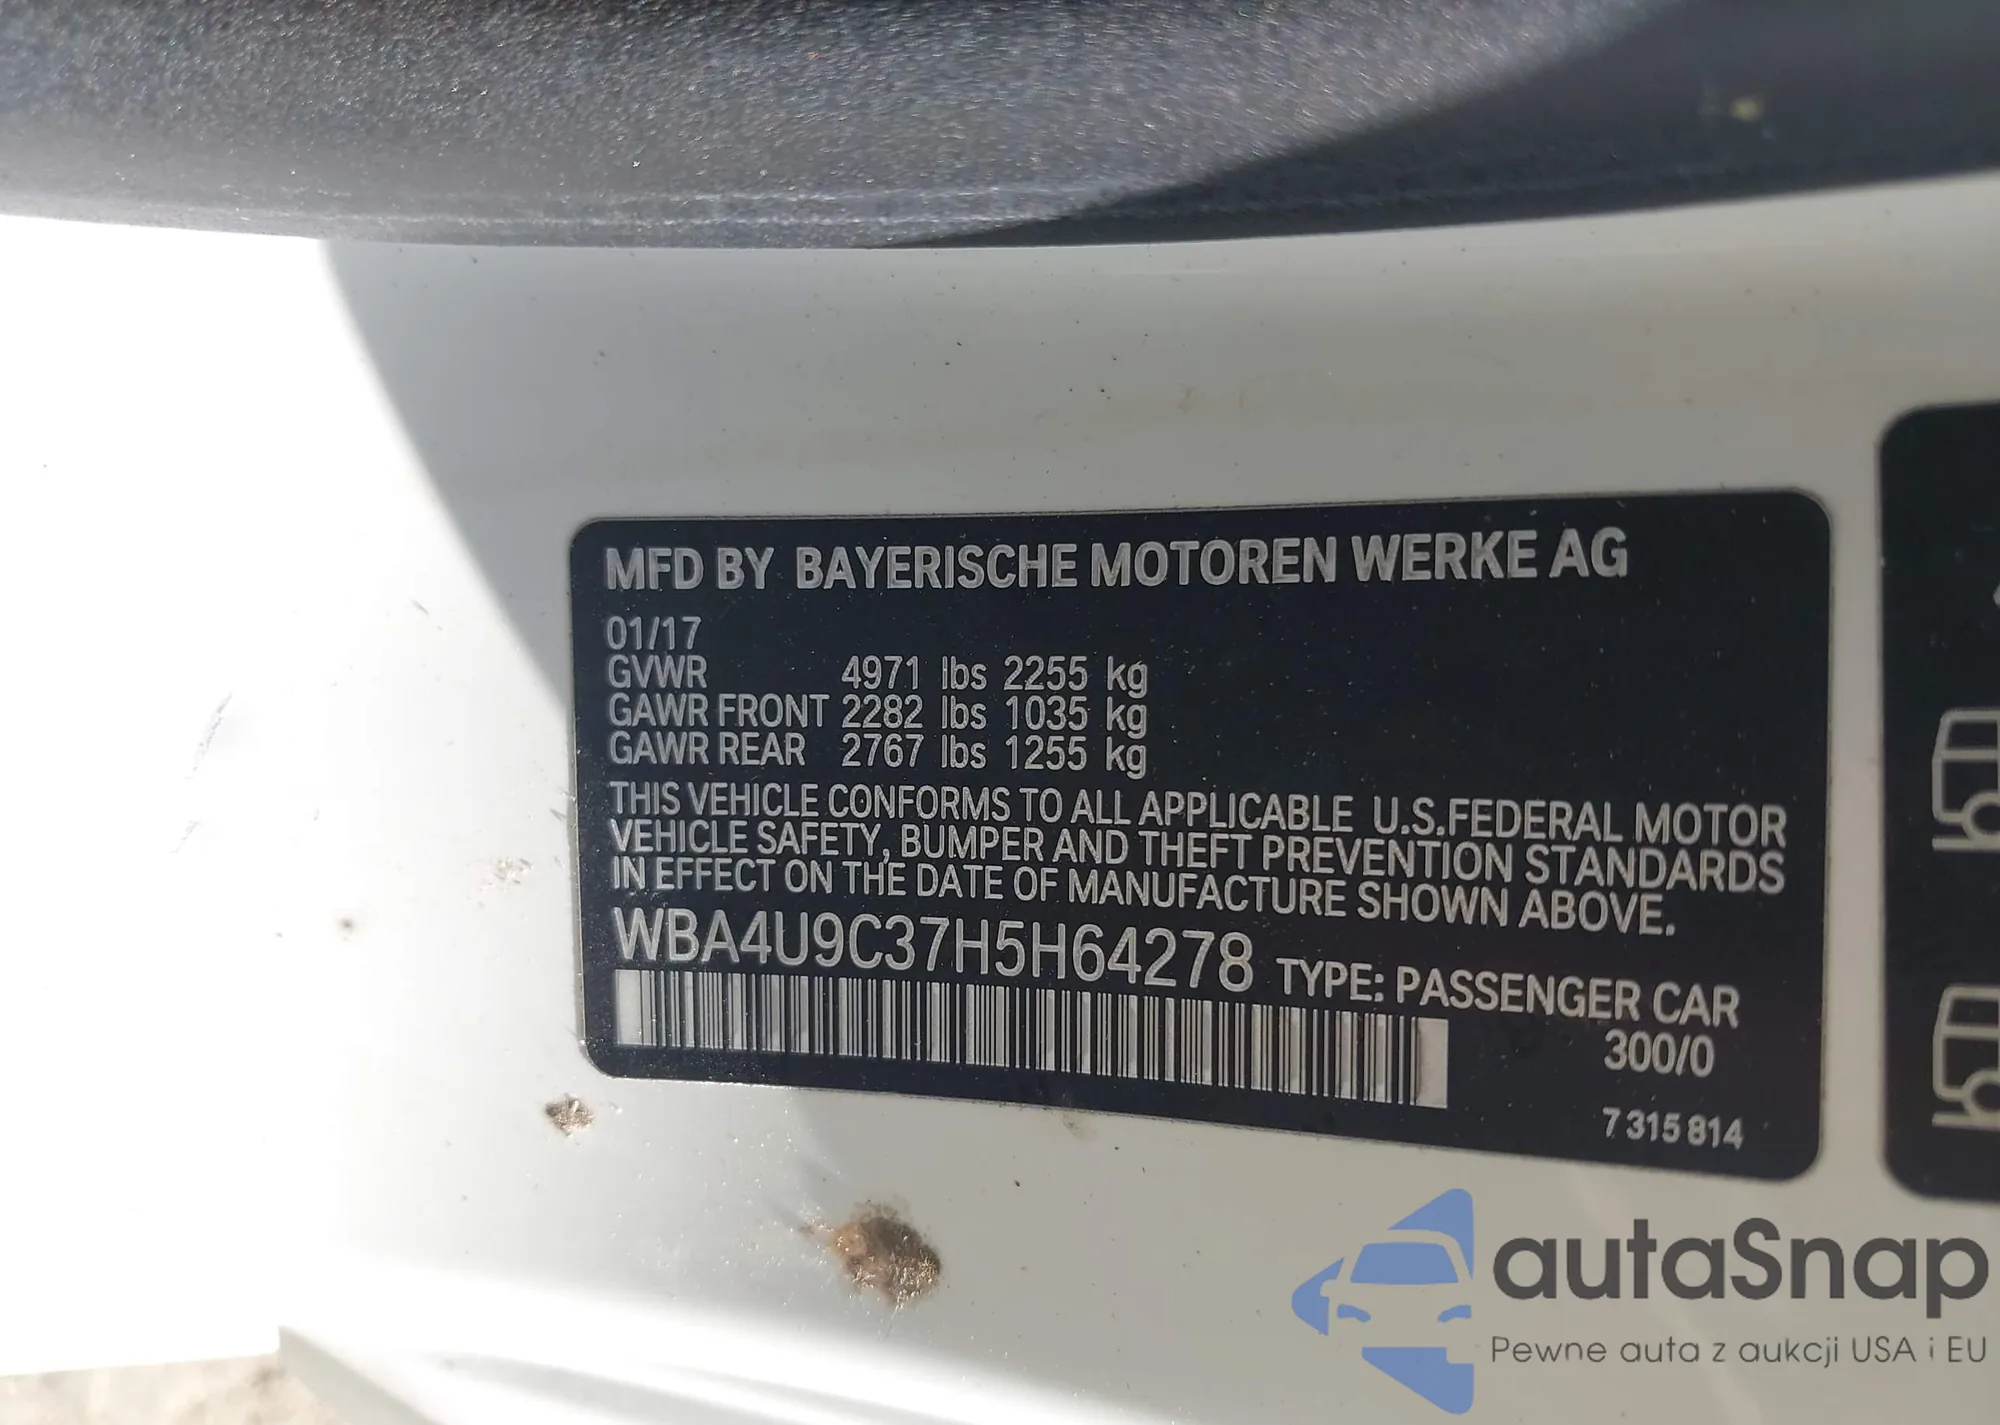 MFD BY BAYERISCHE MOTOREN WERKE AG
01/17
GVWR 4971 lbs 2255 kg
GAWR FRONT 2282 lbs 1035 kg
GAWR REAR 2767 lbs 1255 kg
THIS VEHICLE CONFORMS TO ALL APPLICABLE U.S.FEDERAL MOTOR
VEHICLE SAFETY, BUMPER AND THEFT PREVENTION STANDARDS
IN EFFECT ON THE DATE OF MANUFACTURE SHOWN ABOVE.
WBA4U9C37H5H64278 TYPE: PASSENGER CAR
300/0
7 315 814
autaSnap
Pewne auta z aukcji USA i EU